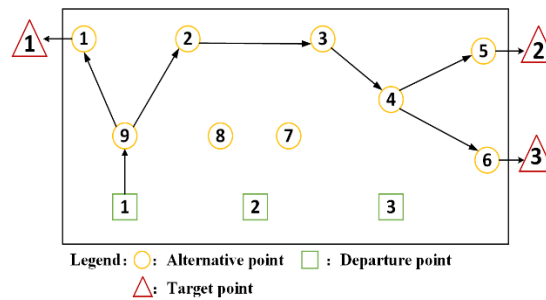 1 1 2 3 5 2
4
9 8 7 6 3
1 2 3
Legend: : Alternative point : Departure point
: Target point